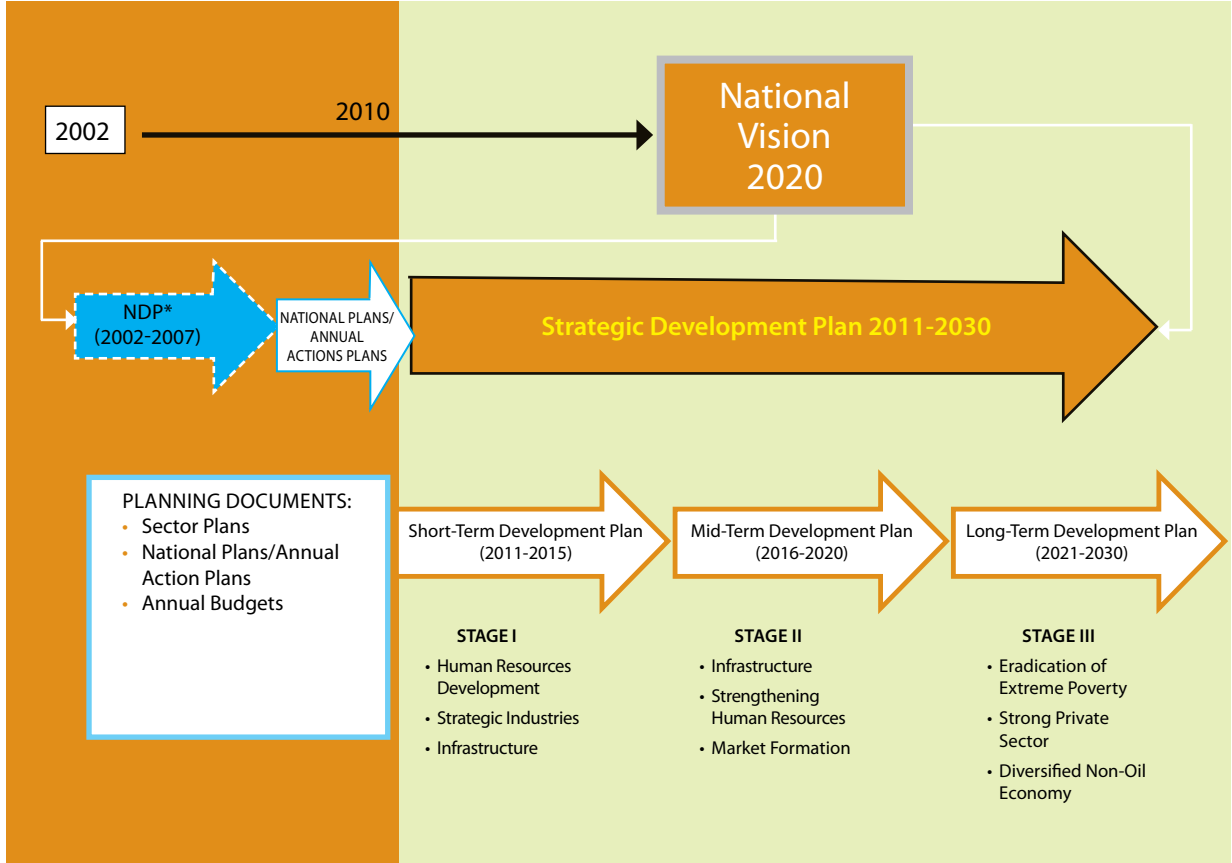 2002
2010
National
Vision
2020
NDP*
(2002-2007)
NATIONAL PLANS/
ANNUAL
ACTIONS PLANS
Strategic Development Plan 2011-2030
PLANNING DOCUMENTS:
• Sector Plans
• National Plans/Annual
Action Plans
• Annual Budgets
Short-Term Development Plan
(2011-2015)
Mid-Term Development Plan
(2016-2020)
Long-Term Development Plan
(2021-2030)
STAGE I
• Human Resources
Development
• Strategic Industries
• Infrastructure
STAGE II
• Infrastructure
• Strengthening
Human Resources
• Market Formation
STAGE III
• Eradication of
Extreme Poverty
• Strong Private
Sector
• Diversified Non-Oil
Economy